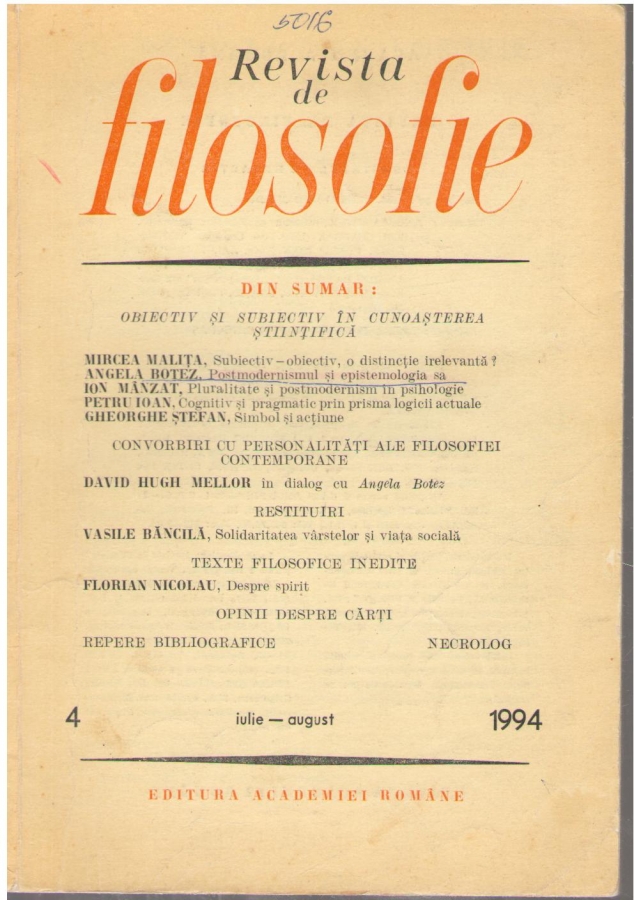 5016
Revista
de
filosofie
DIN SUMAR :
OBIECTIV ȘI SUBIECTIV ÎN CUNOAȘTEREA
ȘTIINȚIFICĂ
MIRCEA MALIȚA, Subiectiv – obiectiv, o distincție irelevantă ?
ANGELA BOTEZ, Postmodernismul și epistemologia sa
ION MÂNZAT, Pluralitate și postmodernism în psihologie
PETRU IOAN, Cognitiv și pragmatic prin prisma logicii actuale
GHEORGHE ȘTEFAN, Simbol și acțiune
CONVORBIRI CU PERSONALITĂȚI ALE FILOSOFIEI
CONTEMPORANE
DAVID HUGH MELLOR in dialog cu Angela Botez
RESTITUIRI
VASILE BĂNCILĂ, Solidaritatea vârstelor și viața socială
TEXTE FILOSOFICE INEDITE
FLORIAN NICOLAU, Despre spirit
OPINII DESPRE CĂRȚI
REPERE BIBLIOGRAFICE NECROLOG
4 iulie — august 1994
EDITURA ACADEMIEI ROMÂNE